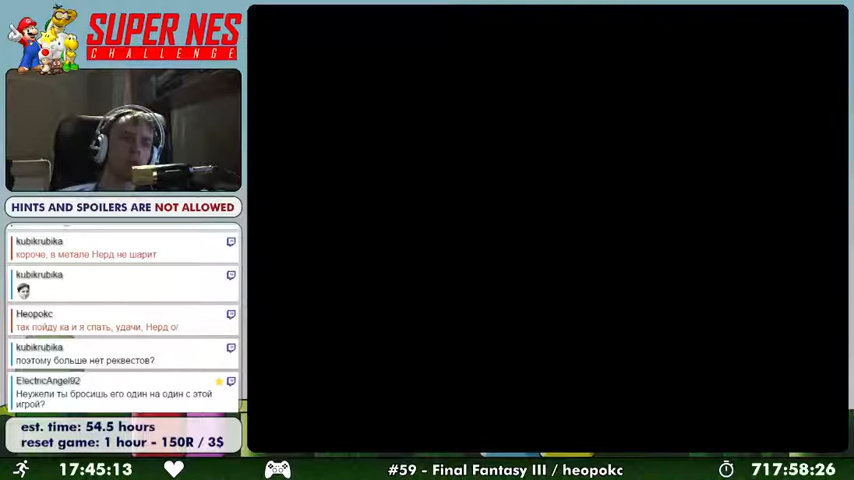 SUPER NES
CHALLENGE
HINTS AND SPOILERS ARE NOT ALLOWED
kubikrubika
короче, в метале Нерд не шарит
kubikrubika
Heopokc
так пойду ка и я спать, удачи, Нерд о/
kubikrubika
поэтому больше нет реквестов?
ElectricAngel92
Неужели ты бросишь его один на один с этой
игрой?
est. time: 54.5 hours
reset game: 1 hour - 150R / 3$
17:45:13
#59 - Final Fantasy III / heopokc
717:58:26